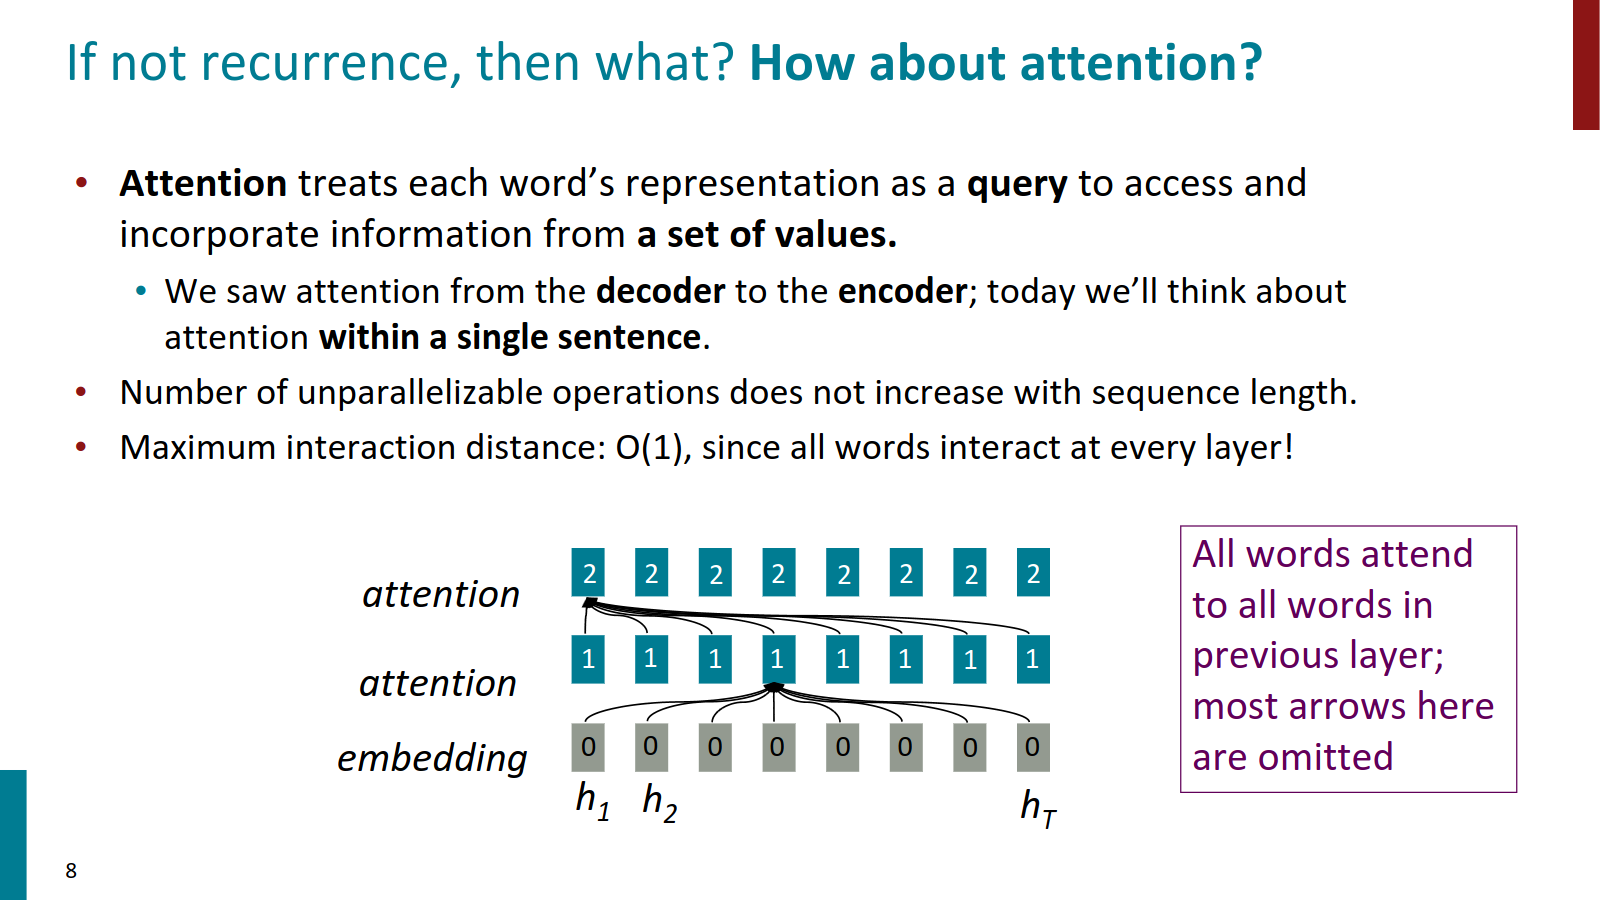 If not recurrence, then what? How about attention?
• Attention treats each word’s representation as a query to access and
incorporate information from a set of values.
• We saw attention from the decoder to the encoder; today we’ll think about
attention within a single sentence.
• Number of unparallelizable operations does not increase with sequence length.
• Maximum interaction distance: O(1), since all words interact at every layer!
attention 2 2 2 2 2 2 2 2
attention 1 1 1 1 1 1 1 1
embedding 0 0 0 0 0 0 0 0
h1 h2 hT
All words attend
to all words in
previous layer;
most arrows here
are omitted
8